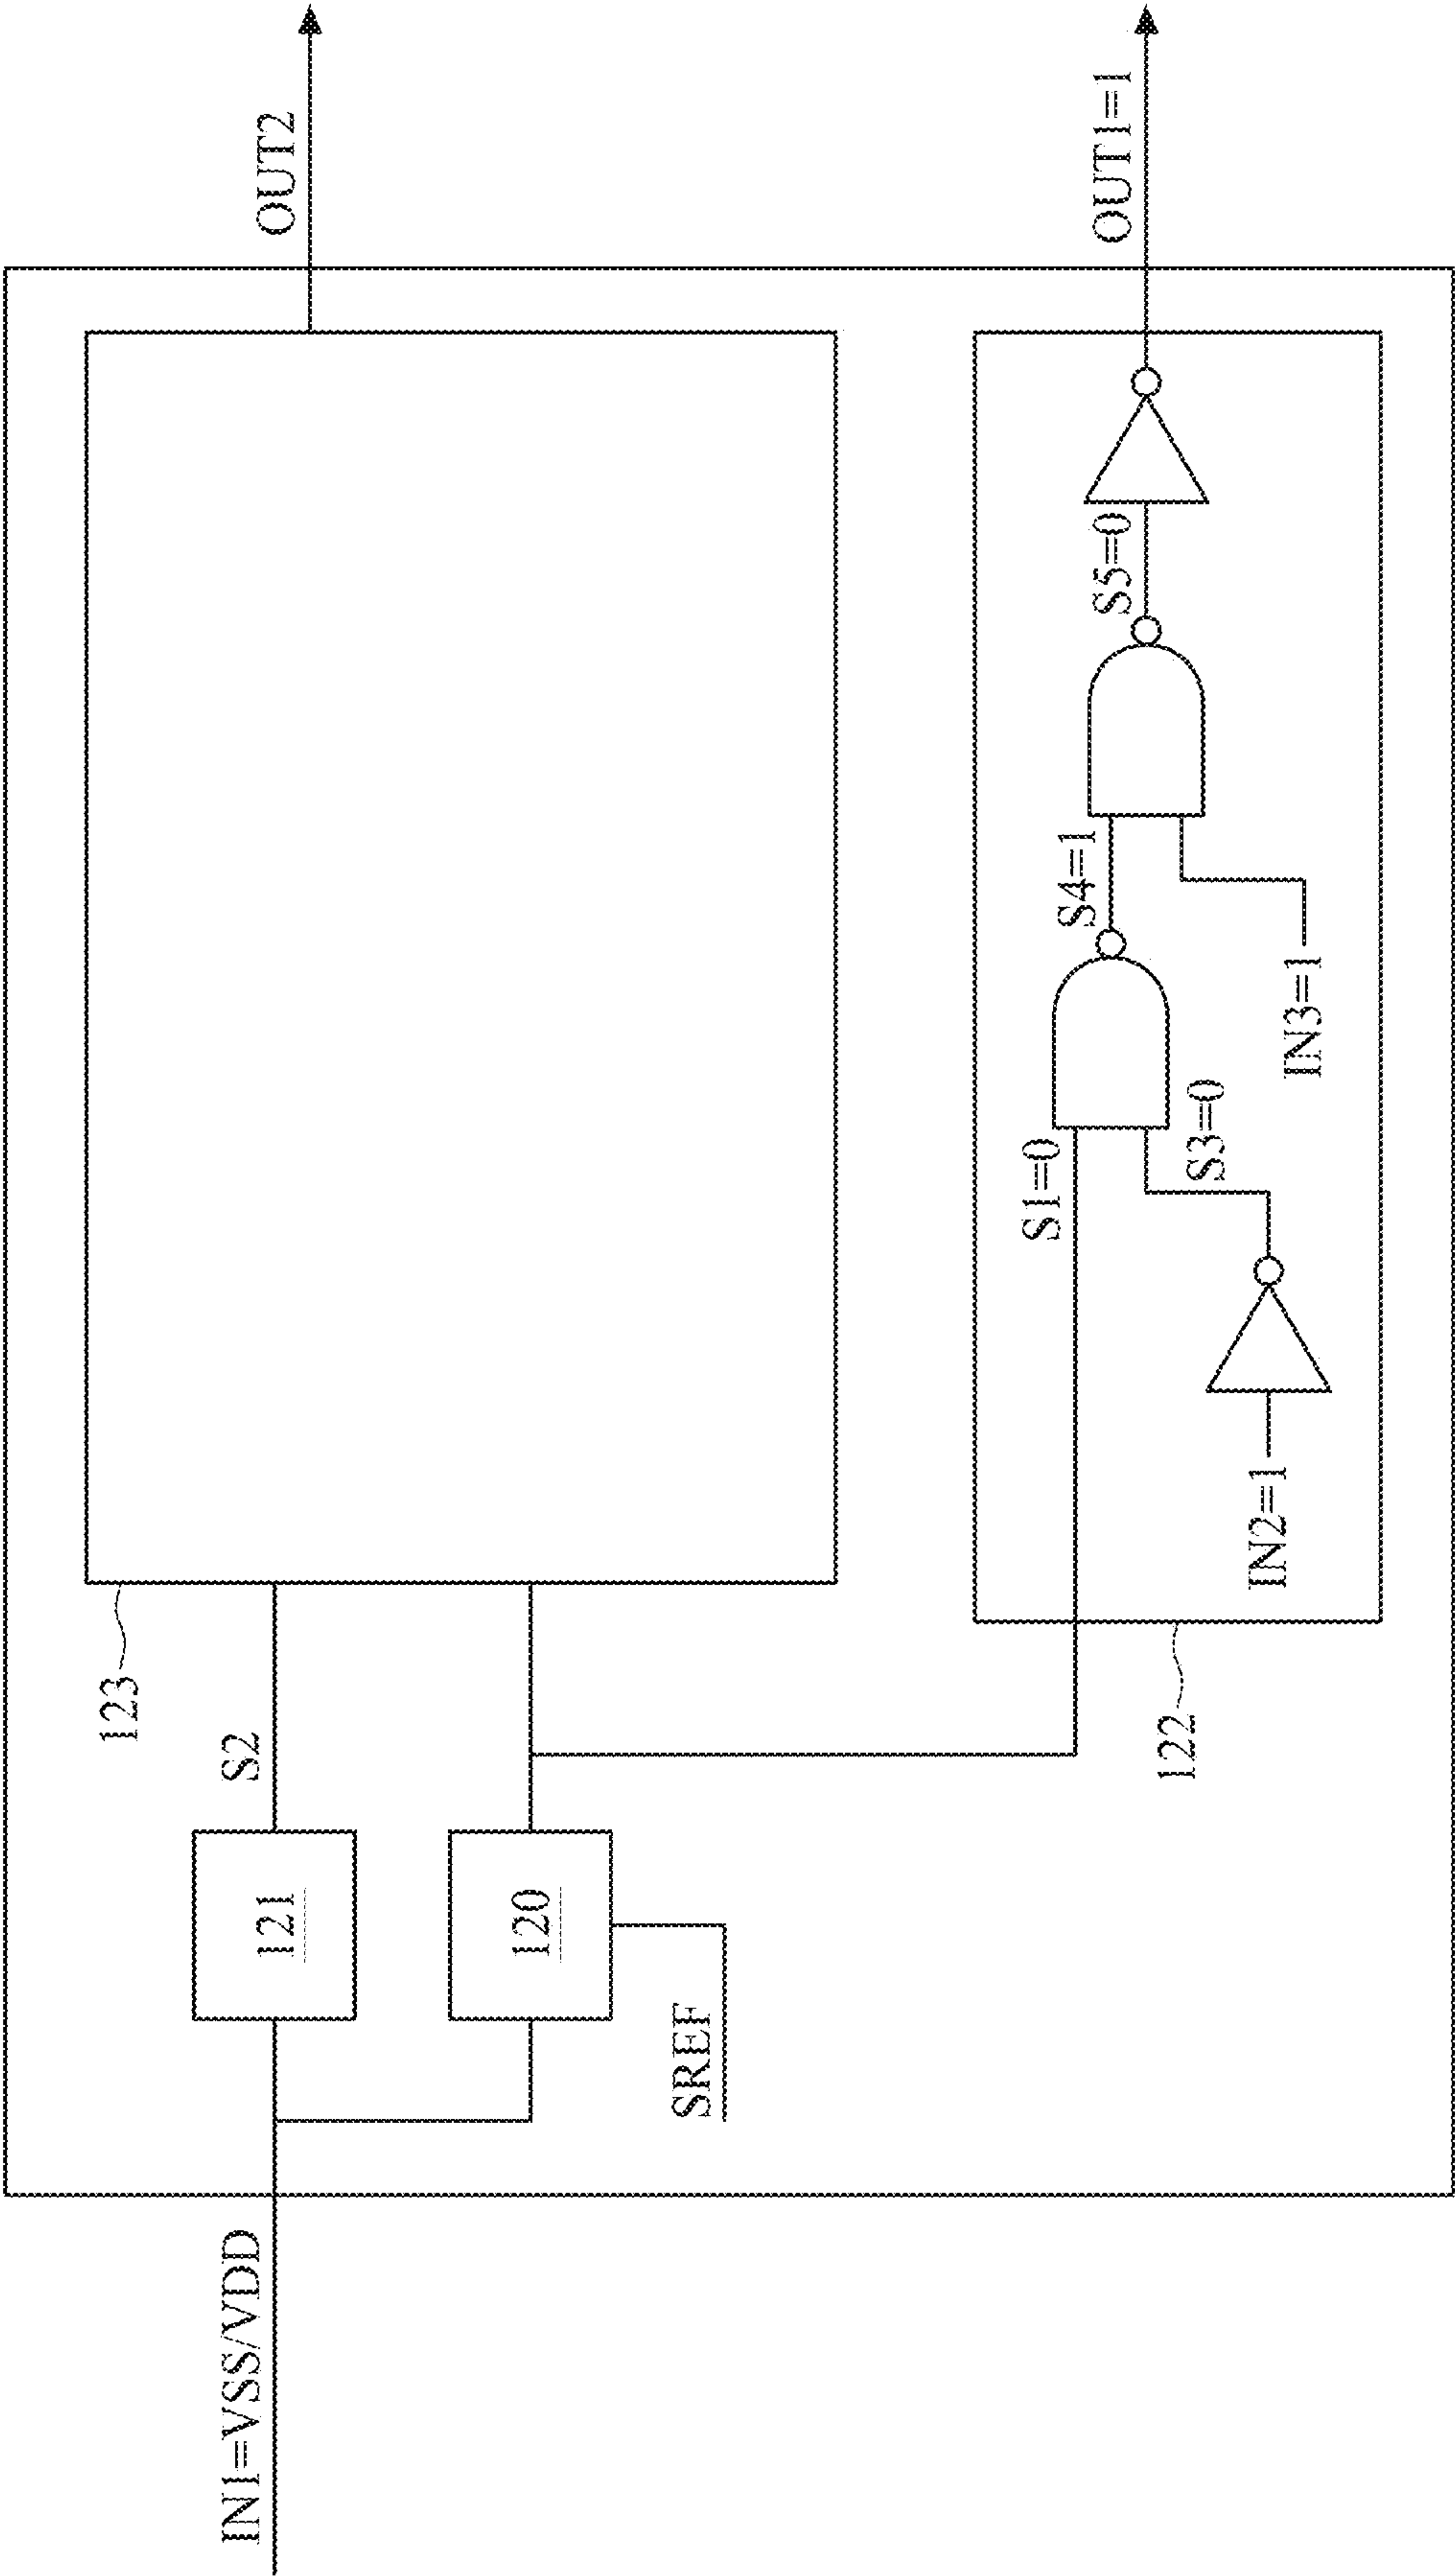 IN1=VSS/VDD
121
S2
123
OUT2
120
SREF
122
S1=0
IN2=1
S3=0
S4=1
IN3=1
S5=0
OUT1=1